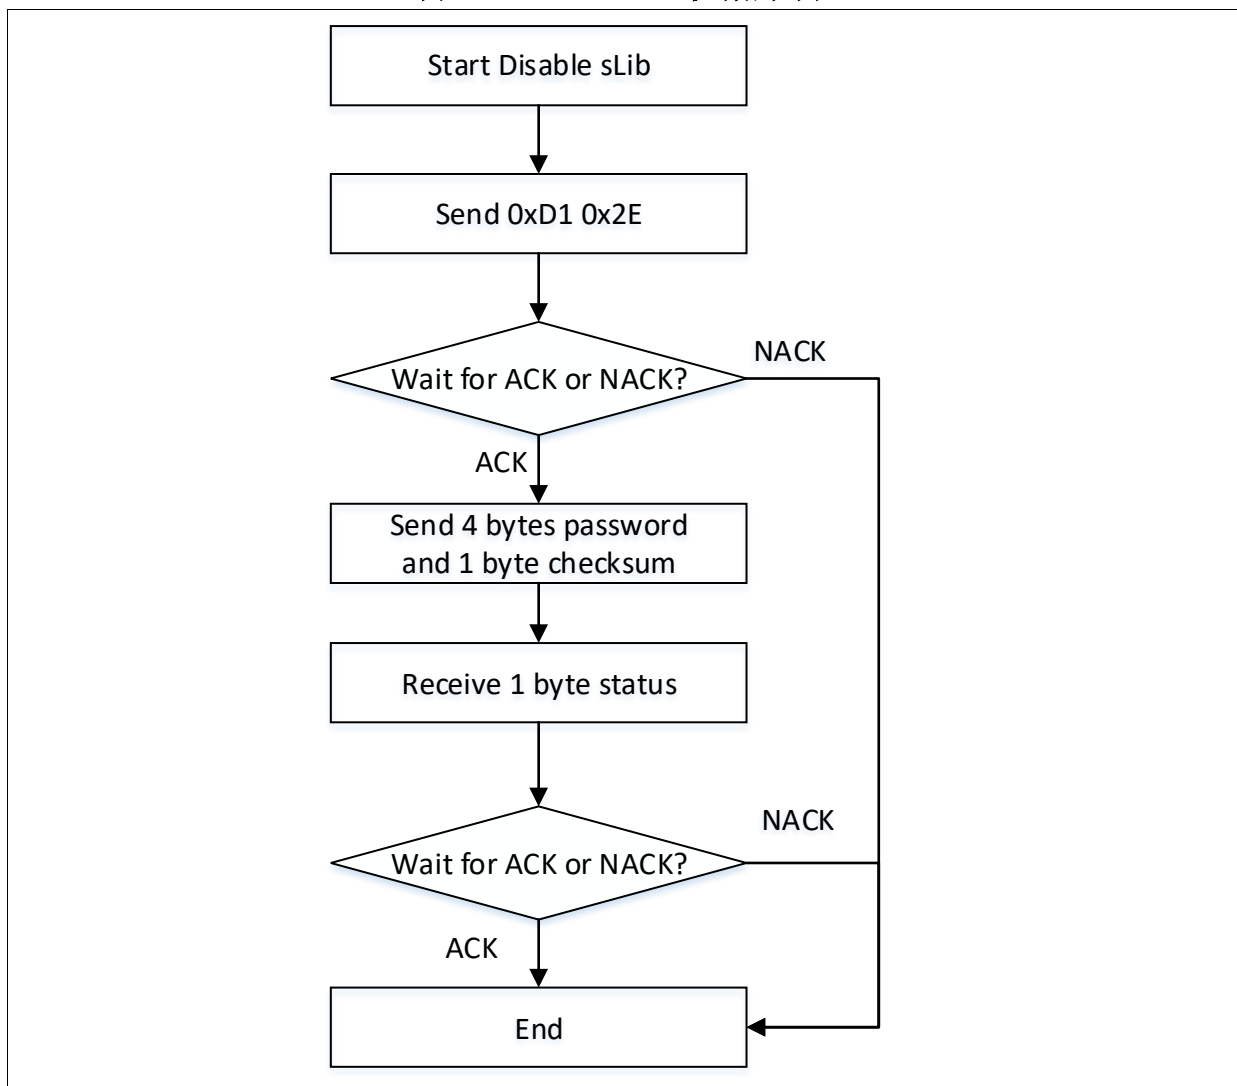 Start Disable sLib
Send 0xD1 0x2E
Wait for ACK or NACK?
NACK
ACK
Send 4 bytes password
and 1 byte checksum
Receive 1 byte status
Wait for ACK or NACK?
NACK
ACK
End